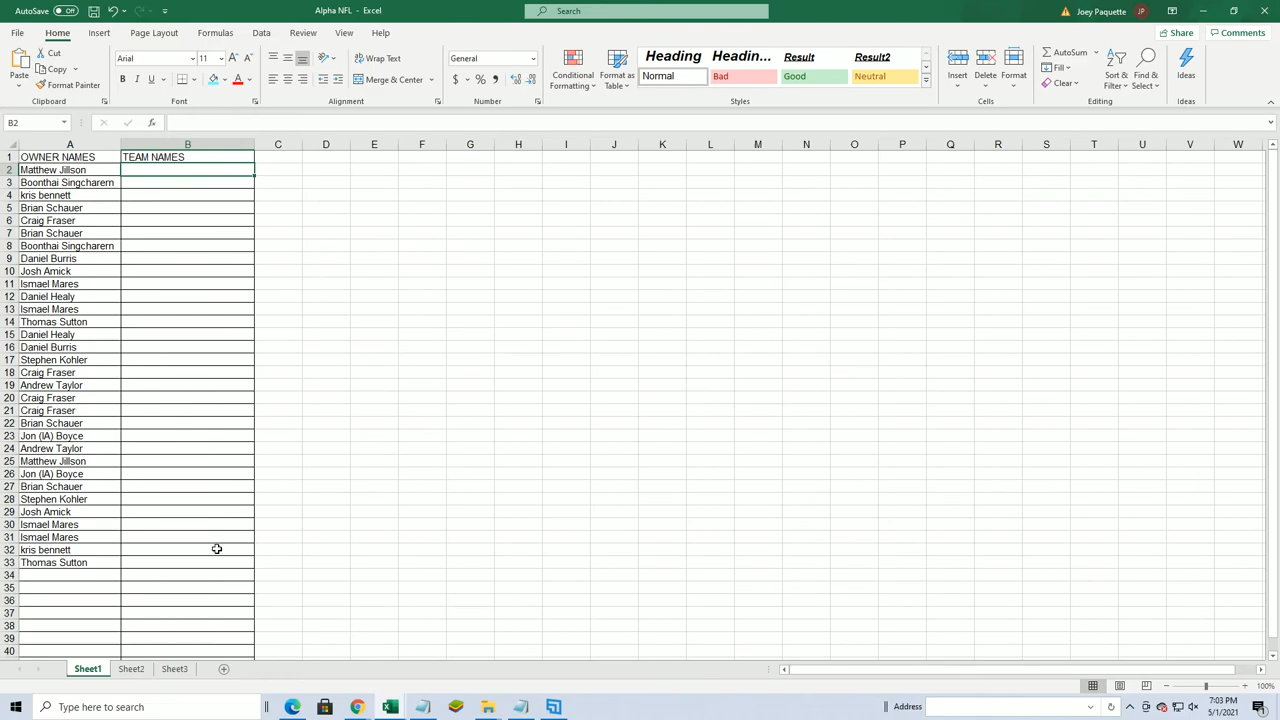 AutoSave Off
Alpha NFL - Excel
Search
Joey Paquette
JP
File Home Insert Page Layout Formulas Data Review View Help
Share Comments
Paste
Cut
Copy
Format Painter
Clipboard
Arial 11
B I U
Font
Wrap Text
Merge & Center
Alignment
General
$ % ,
Number
Conditional Formatting
Format as Table
Heading Headin... Result Result2
Normal Bad Good Neutral
Styles
Insert Delete Format
Cells
AutoSum
Fill
Clear
Sort & Filter
Find & Select
Editing
Ideas
Ideas
B2
fx
A B C D E F G H I J K L M N O P Q R S T U V W
1 OWNER NAMES TEAM NAMES
2 Matthew Jillson
3 Boonthai Singcharern
4 kris bennett
5 Brian Schauer
6 Craig Fraser
7 Brian Schauer
8 Boonthai Singcharern
9 Daniel Burris
10 Josh Amick
11 Ismael Mares
12 Daniel Healy
13 Ismael Mares
14 Thomas Sutton
15 Daniel Healy
16 Daniel Burris
17 Stephen Kohler
18 Craig Fraser
19 Andrew Taylor
20 Craig Fraser
21 Craig Fraser
22 Brian Schauer
23 Jon (IA) Boyce
24 Andrew Taylor
25 Matthew Jillson
26 Jon (IA) Boyce
27 Brian Schauer
28 Stephen Kohler
29 Josh Amick
30 Ismael Mares
31 Ismael Mares
32 kris bennett
33 Thomas Sutton
34
35
36
37
38
39
40
Sheet1 Sheet2 Sheet3
100%
Type here to search
Address
7:03 PM
5/1/2021